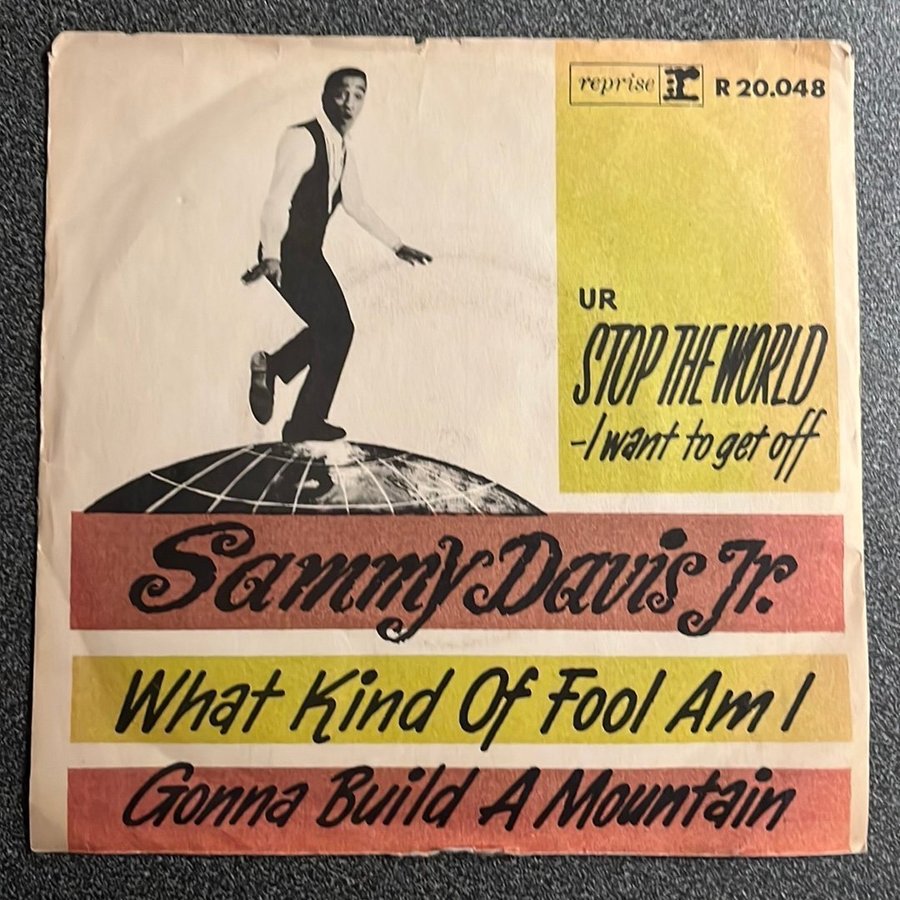 reprise R 20.048
UR
STOP THE WORLD
-I want to get off
Sammy Davis Jr.
What Kind Of Fool Am I
Gonna Build A Mountain